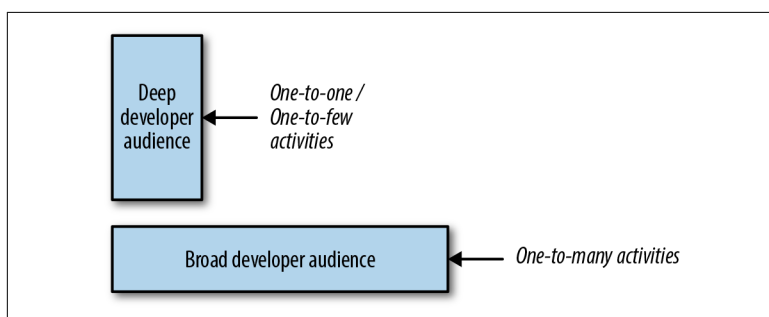 Deep
developer
audience
One-to-one /
One-to-few
activities
Broad developer audience
One-to-many activities